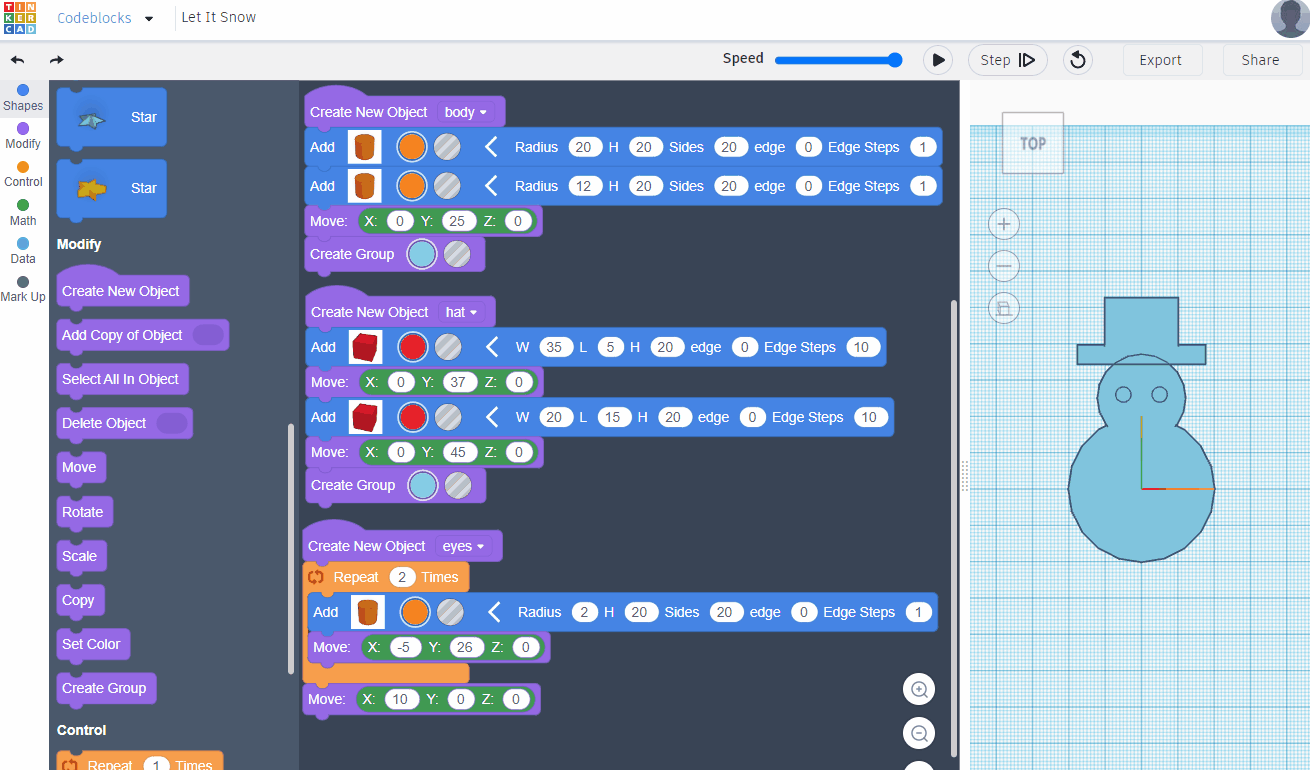 TIN
KER
CAD
Codeblocks
Let It Snow
Speed
Step
Export
Share
Shapes
Modify
Control
Math
Data
Mark Up
Star
Star
Modify
Create New Object
Add Copy of Object
Select All In Object
Delete Object
Move
Rotate
Scale
Copy
Set Color
Create Group
Control
Repeat 1 Times
Create New Object body
Add Radius 20 H 20 Sides 20 edge 0 Edge Steps 1
Add Radius 12 H 20 Sides 20 edge 0 Edge Steps 1
Move: X: 0 Y: 25 Z: 0
Create Group
Create New Object hat
Add W 35 L 5 H 20 edge 0 Edge Steps 10
Move: X: 0 Y: 37 Z: 0
Add W 20 L 15 H 20 edge 0 Edge Steps 10
Move: X: 0 Y: 45 Z: 0
Create Group
Create New Object eyes
Repeat 2 Times
Add Radius 2 H 20 Sides 20 edge 0 Edge Steps 1
Move: X: -5 Y: 26 Z: 0
Move: X: 10 Y: 0 Z: 0
TOP